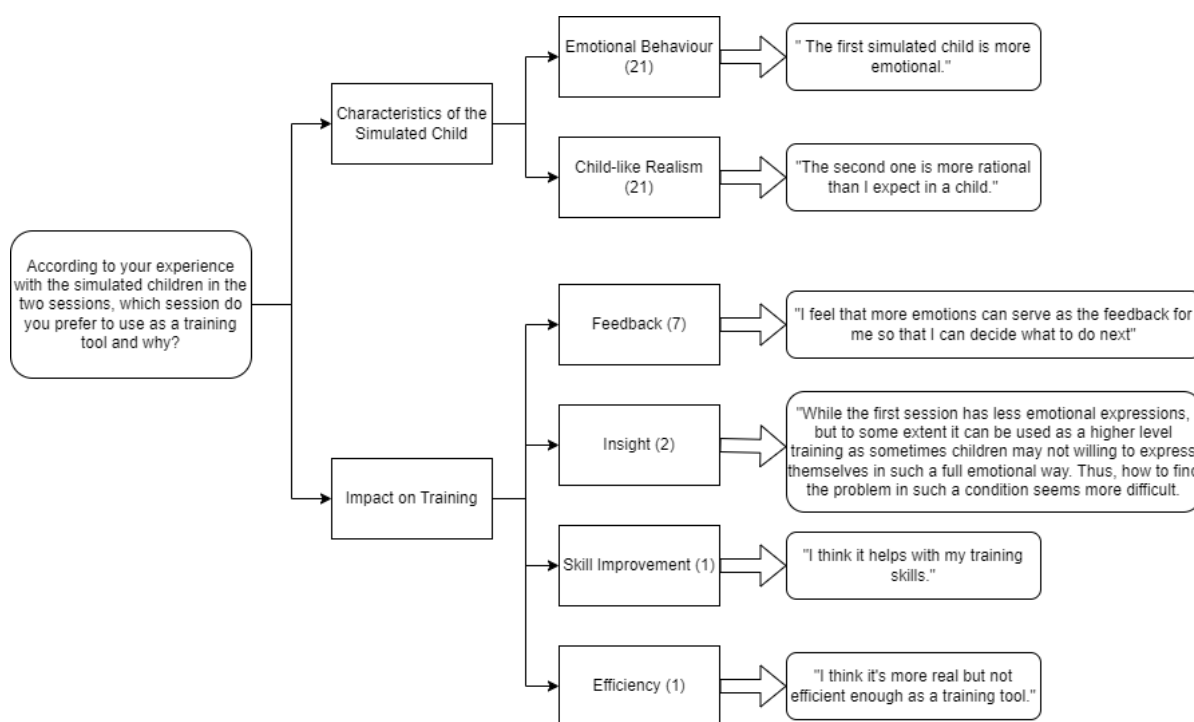 According to your experience
with the simulated children in the
two sessions, which session do
you prefer to use as a training
tool and why?
Characteristics of the
Simulated Child
Emotional Behaviour
(21)
" The first simulated child is more
emotional."
Child-like Realism
(21)
"The second one is more rational
than I expect in a child."
Impact on Training
Feedback (7)
"I feel that more emotions can serve as the feedback for
me so that I can decide what to do next"
Insight (2)
"While the first session has less emotional expressions,
but to some extent it can be used as a higher level
training as sometimes children may not willing to express
themselves in such a full emotional way. Thus, how to find
the problem in such a condition seems more difficult.
Skill Improvement (1)
"I think it helps with my training
skills."
Efficiency (1)
"I think it's more real but not
efficient enough as a training tool."